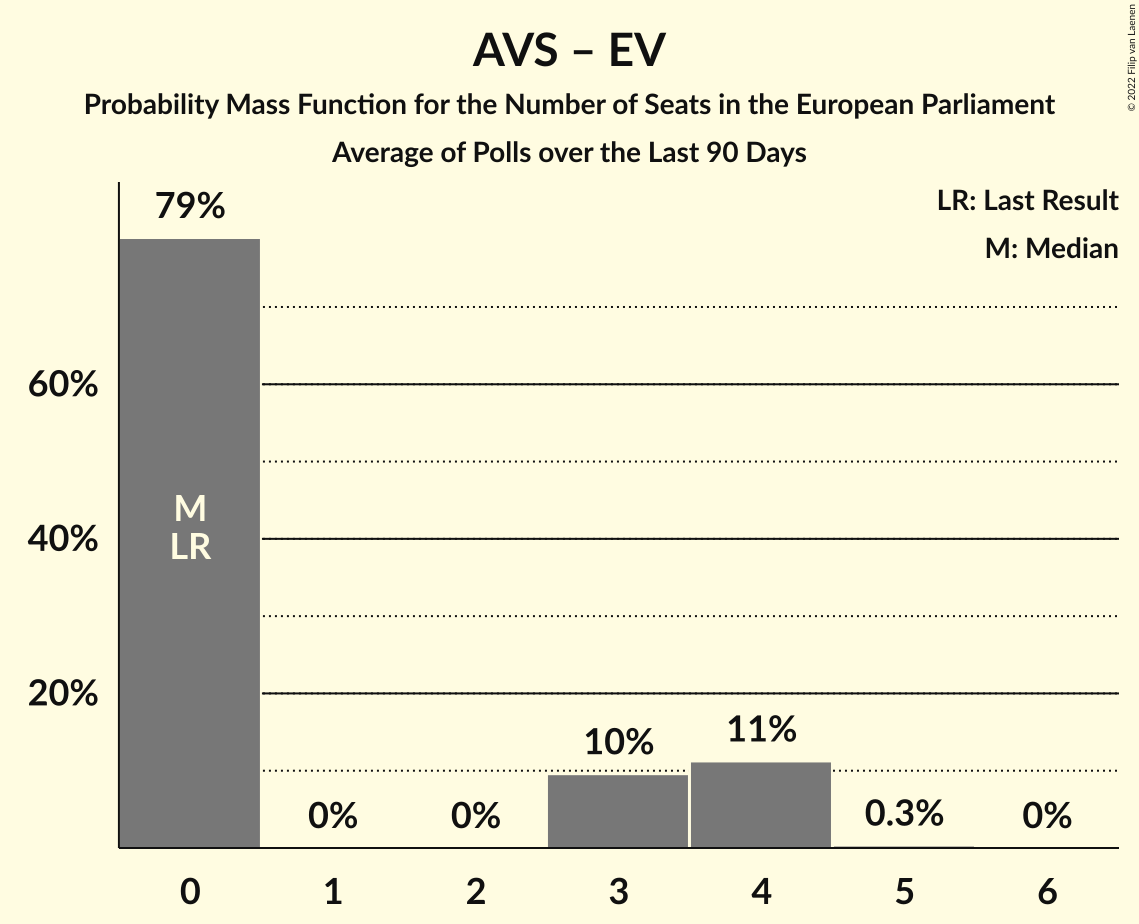 AVS – EV
Probability Mass Function for the Number of Seats in the European Parliament
Average of Polls over the Last 90 Days
© 2022 Filip van Laenen
LR: Last Result
M: Median
79%
60%
40%
20%
M
LR
0%
0%
10%
11%
0.3%
0%
0
1
2
3
4
5
6